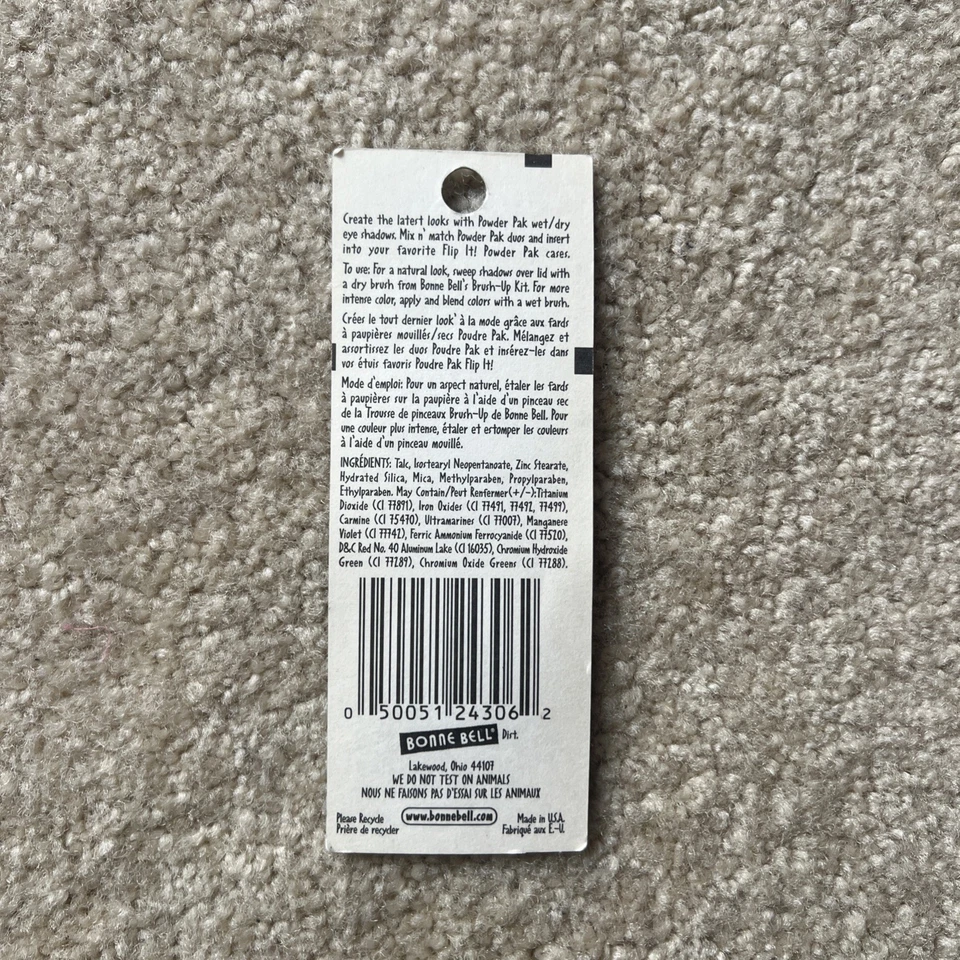 Create the latest looks with Powder Pak wet/dry
eye shadows. Mix n' match Powder Pak duos and insert
into your favorite Flip It! Powder Pak cases.
To use: For a natural look, sweep shadows over lid with
a dry brush from Bonne Bell's Brush-Up Kit. For more
intense color, apply and blend colors with a wet brush.
Crées le tout dernier look' à la mode grâce aux fards
à paupières mouillés/secs Poudre Pak. Mélangez et
assortissez les duos Poudre Pak et insérez-les dans
vos étuis favoris Poudre Pak Flip It!
Mode d'emploi: Pour un aspect naturel, étaler les fards
à paupières sur la paupière à l'aide d'un pinceau sec
de la Trousse de pinceaux Brush-Up de Bonne Bell. Pour
une couleur plus intense, étaler et estomper les couleurs
à l'aide d'un pinceau mouillé.
INGRÉDIENTS: Talc, Isostearyl Neopentanoate, Zinc Stearate,
Hydrated Silica, Mica, Methylparaben, Propylparaben,
Ethylparaben. May Contain/Peut Renfermer(+/-):Titanium
Dioxide (CI 77891), Iron Oxides (CI 77491, 77492, 77499),
Carmine (CI 75470), Ultramarines (CI 77007), Manganese
Violet (CI 77742), Ferric Ammonium Ferrocyanide (CI 77520),
D&C Red No. 40 Aluminum Lake (CI 16035), Chromium Hydroxide
Green (CI 77289), Chromium Oxide Greens (CI 77288).
0 50051 24306 2
BONNE BELL® Dist.
Lakewood, Ohio 44107
WE DO NOT TEST ON ANIMALS
NOUS NE FAISONS PAS D'ESSAI SUR LES ANIMAUX
Please Recycle www.bonnebell.com Made in U.S.A.
Prière de recycler Fabriqué aux É.-U.